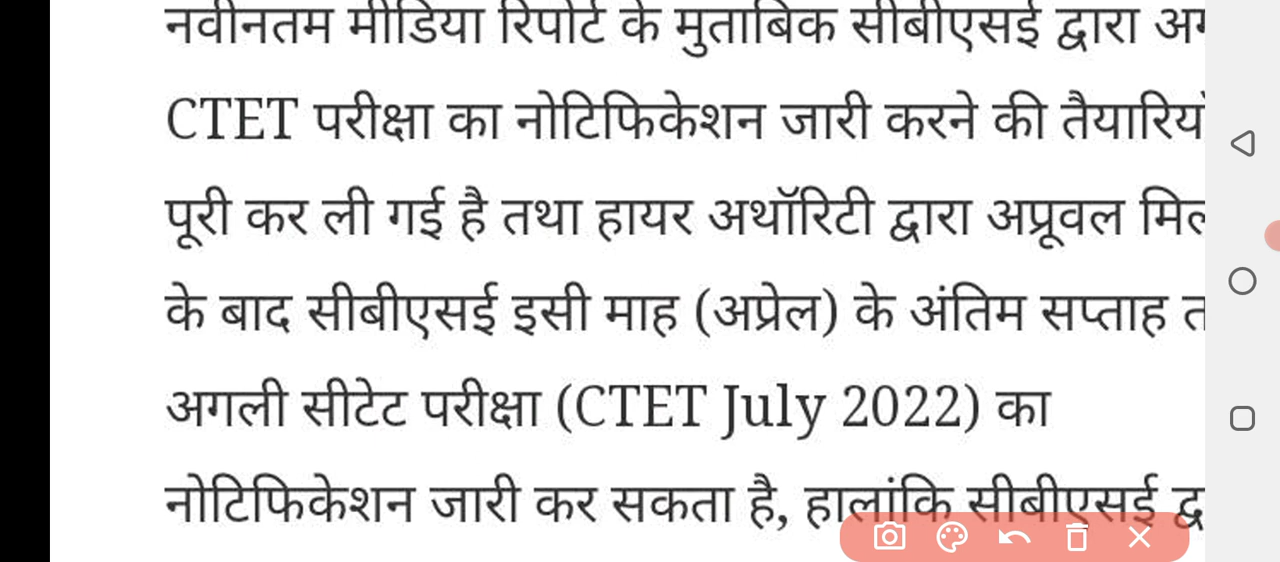 नवीनतम मीडिया रिपोर्ट के मुताबिक सीबीएसई द्वारा
CTET परीक्षा का नोटिफिकेशन जारी करने की
पूरी कर ली गई है तथा हायर अथॉरिटी द्वारा अप्रूवल
के बाद सीबीएसई इसी माह (अप्रेल) के अंतिम सप्ताह
अगली सीटेट परीक्षा (CTET July 2022) का
नोटिफिकेशन जारी कर सकता है, हालांकि सीबीएसई